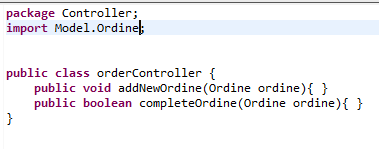 package Controller;
import Model.Ordine;
public class orderController {
public void addNewOrdine(Ordine ordine){ }
public boolean completeOrdine(Ordine ordine){ }
}